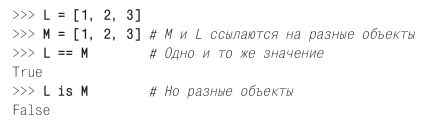 >>> L = [1, 2, 3]
>>> M = [1, 2, 3] # M и L ссылаются на разные объекты
>>> L == M # Одно и то же значение
True
>>> L is M # Но разные объекты
False